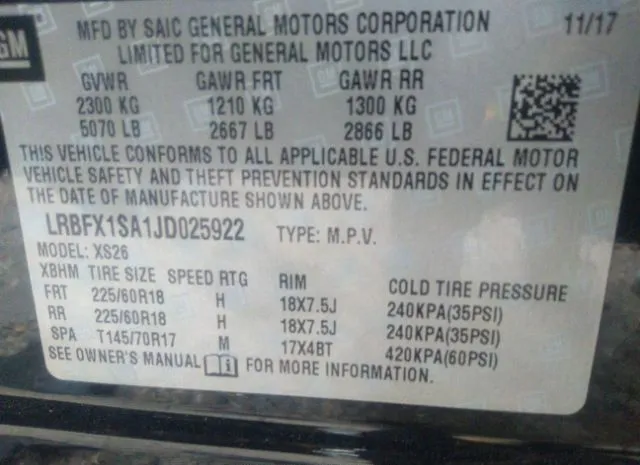 GM
MFD BY SAIC GENERAL MOTORS CORPORATION 11/17
LIMITED FOR GENERAL MOTORS LLC
GVWR GAWR FRT GAWR RR
2300 KG 1210 KG 1300 KG
5070 LB 2667 LB 2866 LB
THIS VEHICLE CONFORMS TO ALL APPLICABLE U.S. FEDERAL MOTOR
VEHICLE SAFETY AND THEFT PREVENTION STANDARDS IN EFFECT ON
THE DATE OF MANUFACTURE SHOWN ABOVE.
LRBFX1SA1JD025922 TYPE: M.P.V.
MODEL: XS26
XBHM TIRE SIZE SPEED RTG RIM COLD TIRE PRESSURE
FRT 225/60R18 H 18X7.5J 240KPA(35PSI)
RR 225/60R18 H 18X7.5J 240KPA(35PSI)
SPA T145/70R17 M 17X4BT 420KPA(60PSI)
SEE OWNER'S MANUAL i FOR MORE INFORMATION.